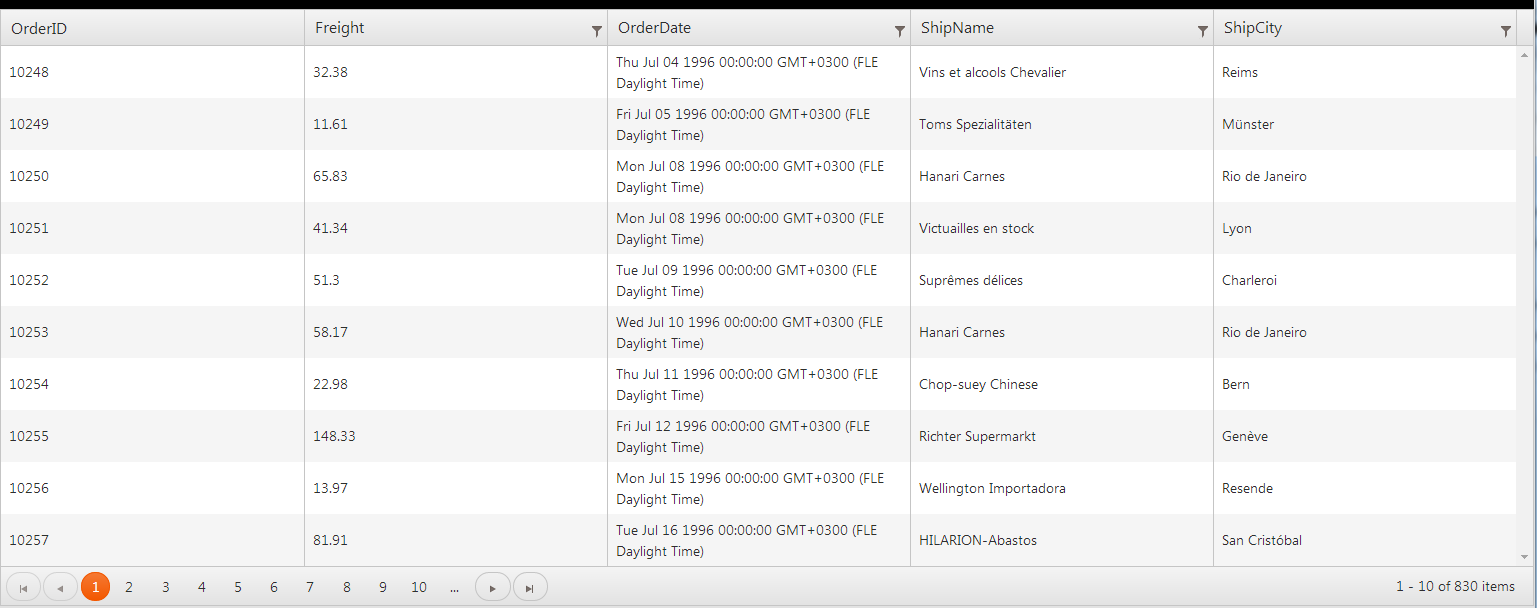 OrderID Freight OrderDate ShipName ShipCity
10248 32.38 Thu Jul 04 1996 00:00:00 GMT+0300 (FLE Daylight Time) Vins et alcools Chevalier Reims
10249 11.61 Fri Jul 05 1996 00:00:00 GMT+0300 (FLE Daylight Time) Toms Spezialitäten Münster
10250 65.83 Mon Jul 08 1996 00:00:00 GMT+0300 (FLE Daylight Time) Hanari Carnes Rio de Janeiro
10251 41.34 Mon Jul 08 1996 00:00:00 GMT+0300 (FLE Daylight Time) Victuailles en stock Lyon
10252 51.3 Tue Jul 09 1996 00:00:00 GMT+0300 (FLE Daylight Time) Suprêmes délices Charleroi
10253 58.17 Wed Jul 10 1996 00:00:00 GMT+0300 (FLE Daylight Time) Hanari Carnes Rio de Janeiro
10254 22.98 Thu Jul 11 1996 00:00:00 GMT+0300 (FLE Daylight Time) Chop-suey Chinese Bern
10255 148.33 Fri Jul 12 1996 00:00:00 GMT+0300 (FLE Daylight Time) Richter Supermarkt Genève
10256 13.97 Mon Jul 15 1996 00:00:00 GMT+0300 (FLE Daylight Time) Wellington Importadora Resende
10257 81.91 Tue Jul 16 1996 00:00:00 GMT+0300 (FLE Daylight Time) HILARION-Abastos San Cristóbal
1 2 3 4 5 6 7 8 9 10 ... 1 - 10 of 830 items